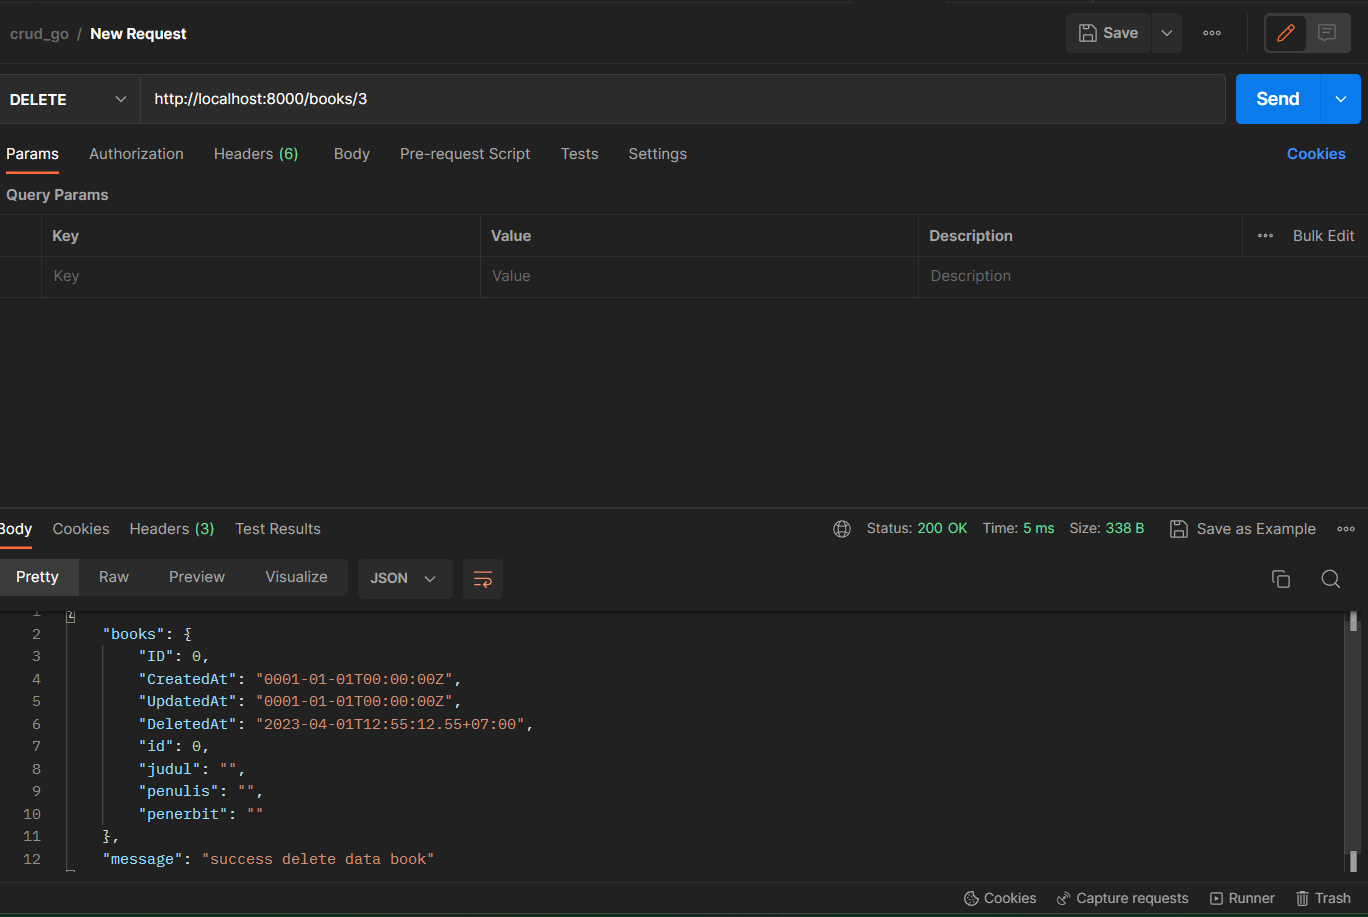 crud_go / New Request
Save
DELETE
http://localhost:8000/books/3
Send
Params Authorization Headers (6) Body Pre-request Script Tests Settings Cookies
Query Params
Key Value Description Bulk Edit
Key Value Description
Body Cookies Headers (3) Test Results Status: 200 OK Time: 5 ms Size: 338 B Save as Example
Pretty Raw Preview Visualize JSON
1 {
2 "books": {
3 "ID": 0,
4 "CreatedAt": "0001-01-01T00:00:00Z",
5 "UpdatedAt": "0001-01-01T00:00:00Z",
6 "DeletedAt": "2023-04-01T12:55:12.55+07:00",
7 "id": 0,
8 "judul": "",
9 "penulis": "",
10 "penerbit": ""
11 },
12 "message": "success delete data book"
Cookies Capture requests Runner Trash